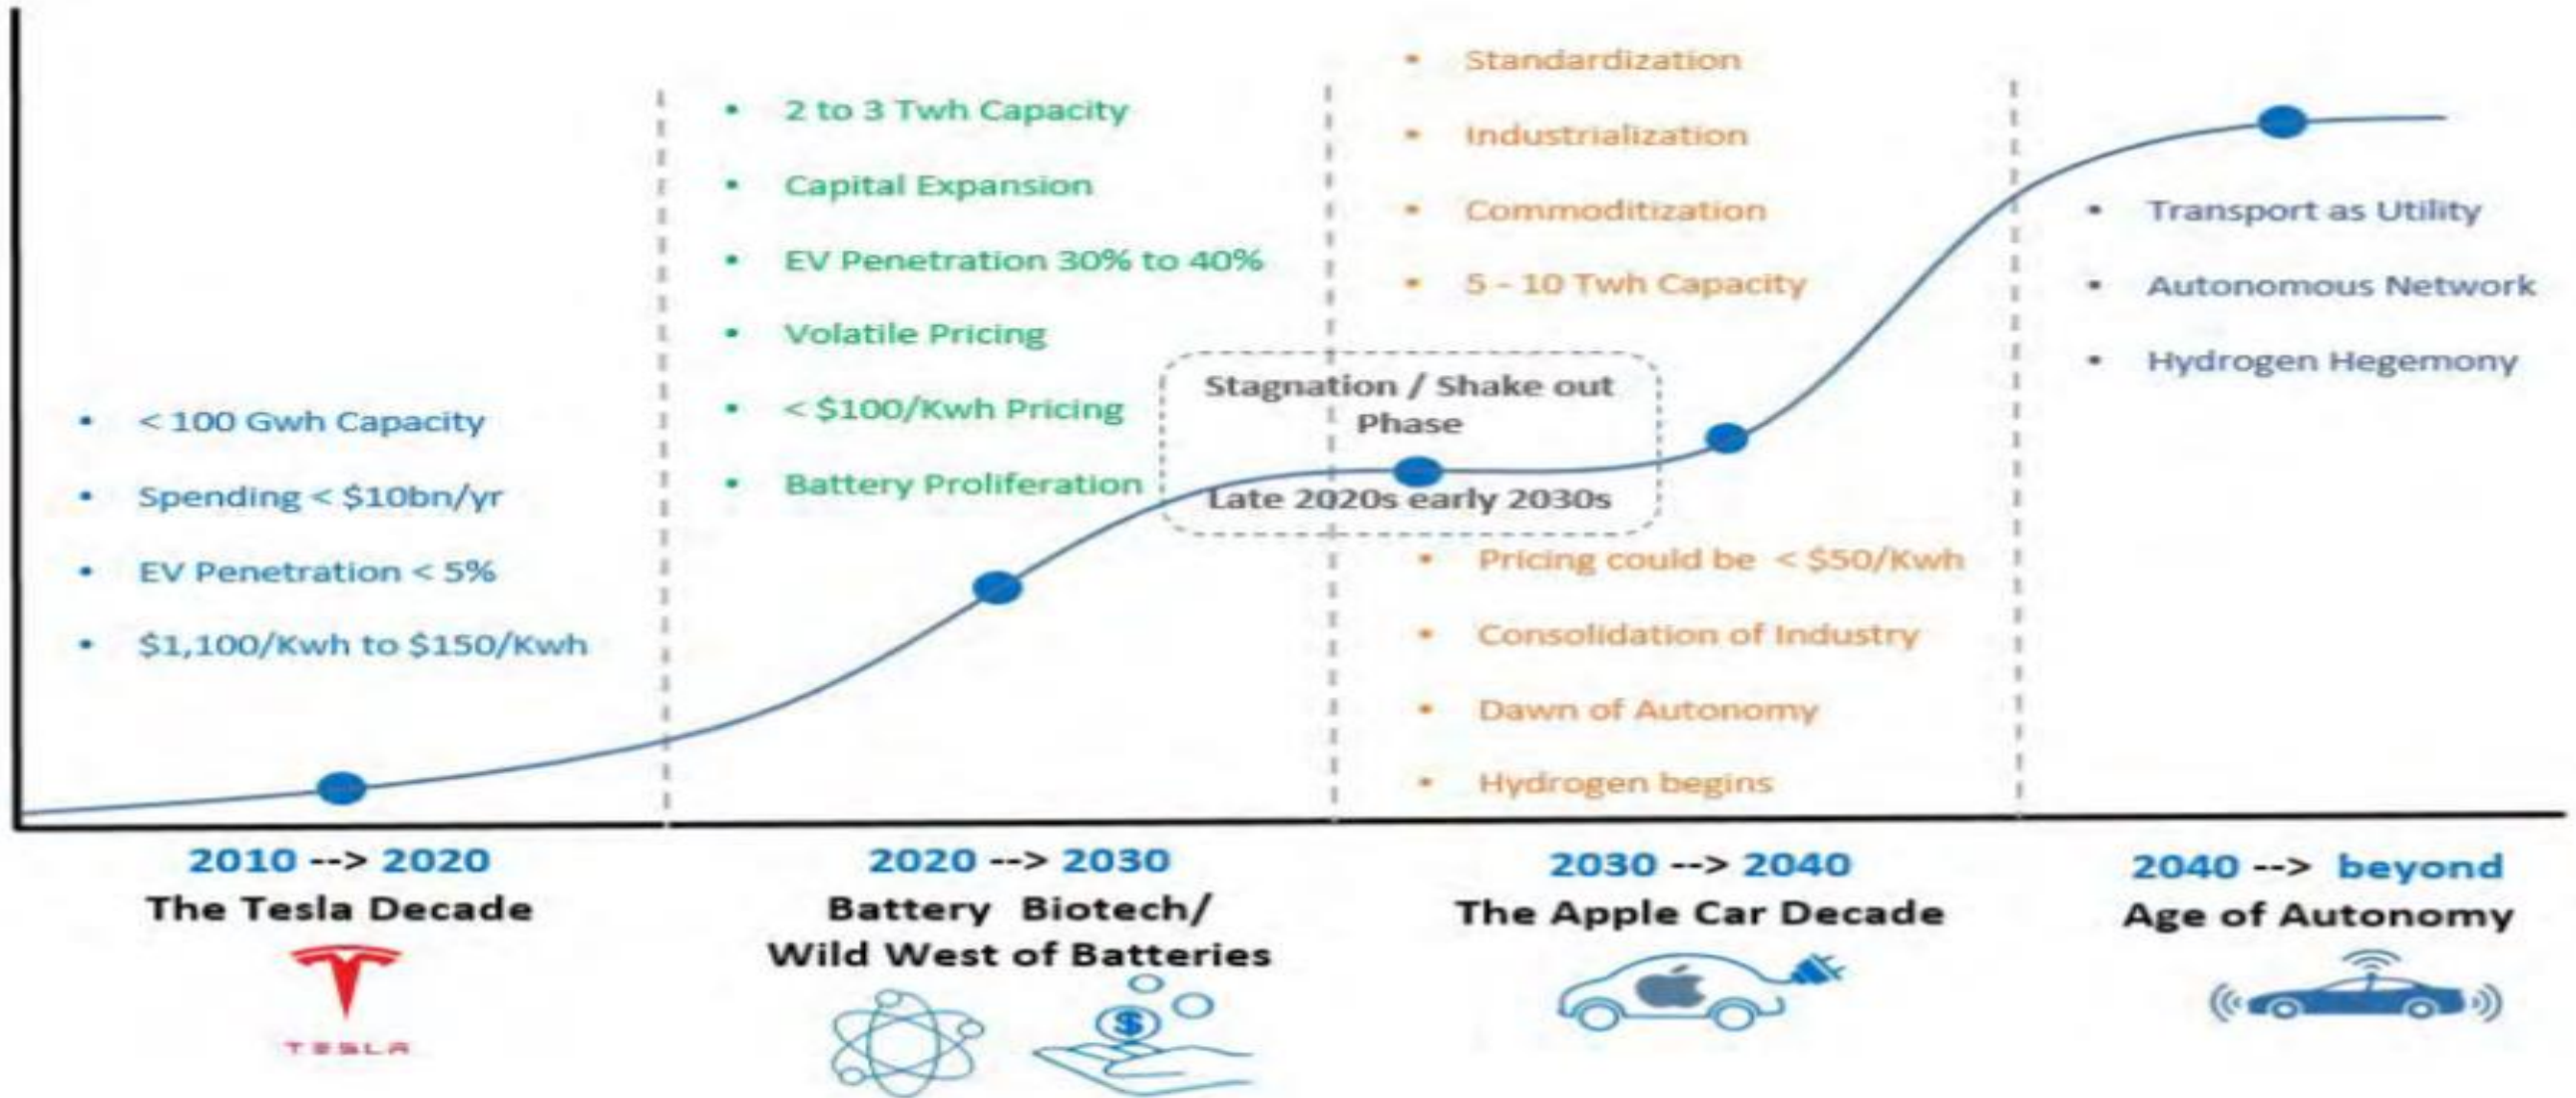 • < 100 Gwh Capacity
• Spending < $10bn/yr
• EV Penetration < 5%
• $1,100/Kwh to $150/Kwh
• 2 to 3 Twh Capacity
• Capital Expansion
• EV Penetration 30% to 40%
• Volatile Pricing
• < $100/Kwh Pricing
• Battery Proliferation
Stagnation / Shake out
Phase
Late 2020s early 2030s
• Standardization
• Industrialization
• Commoditization
• 5 - 10 Twh Capacity
• Pricing could be < $50/Kwh
• Consolidation of Industry
• Dawn of Autonomy
• Hydrogen begins
• Transport as Utility
• Autonomous Network
• Hydrogen Hegemony
2010 --> 2020
The Tesla Decade
TESLA
2020 --> 2030
Battery Biotech/
Wild West of Batteries
$
2030 --> 2040
The Apple Car Decade
2040 --> beyond
Age of Autonomy